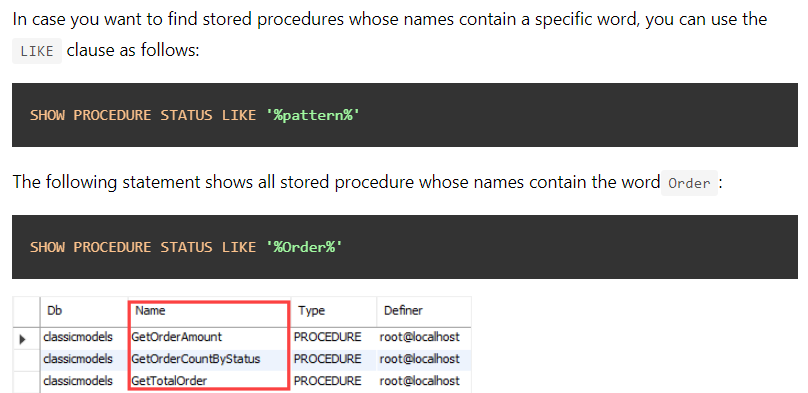 In case you want to find stored procedures whose names contain a specific word, you can use the
LIKE clause as follows:
SHOW PROCEDURE STATUS LIKE '%pattern%'
The following statement shows all stored procedure whose names contain the word Order :
SHOW PROCEDURE STATUS LIKE '%Order%'
Db Name Type Definer
classicmodels GetOrderAmount PROCEDURE root@localhost
classicmodels GetOrderCountByStatus PROCEDURE root@localhost
classicmodels GetTotalOrder PROCEDURE root@localhost